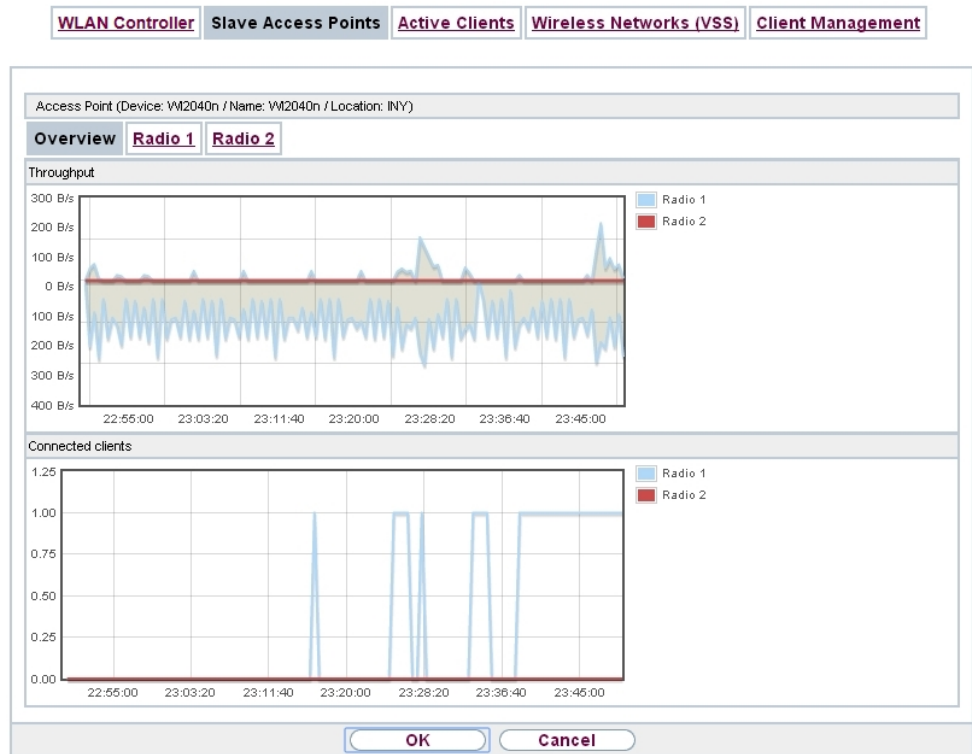 WLAN Controller Slave Access Points Active Clients Wireless Networks (VSS) Client Management
Access Point (Device: WI2040n / Name: WI2040n / Location: INY)
Overview Radio 1 Radio 2
Throughput
300 B/s
200 B/s
100 B/s
0 B/s
100 B/s
200 B/s
300 B/s
400 B/s
22:55:00 23:03:20 23:11:40 23:20:00 23:28:20 23:36:40 23:45:00
Radio 1
Radio 2
Connected clients
1.25
1.00
0.75
0.50
0.25
0.00
22:55:00 23:03:20 23:11:40 23:20:00 23:28:20 23:36:40 23:45:00
Radio 1
Radio 2
OK Cancel